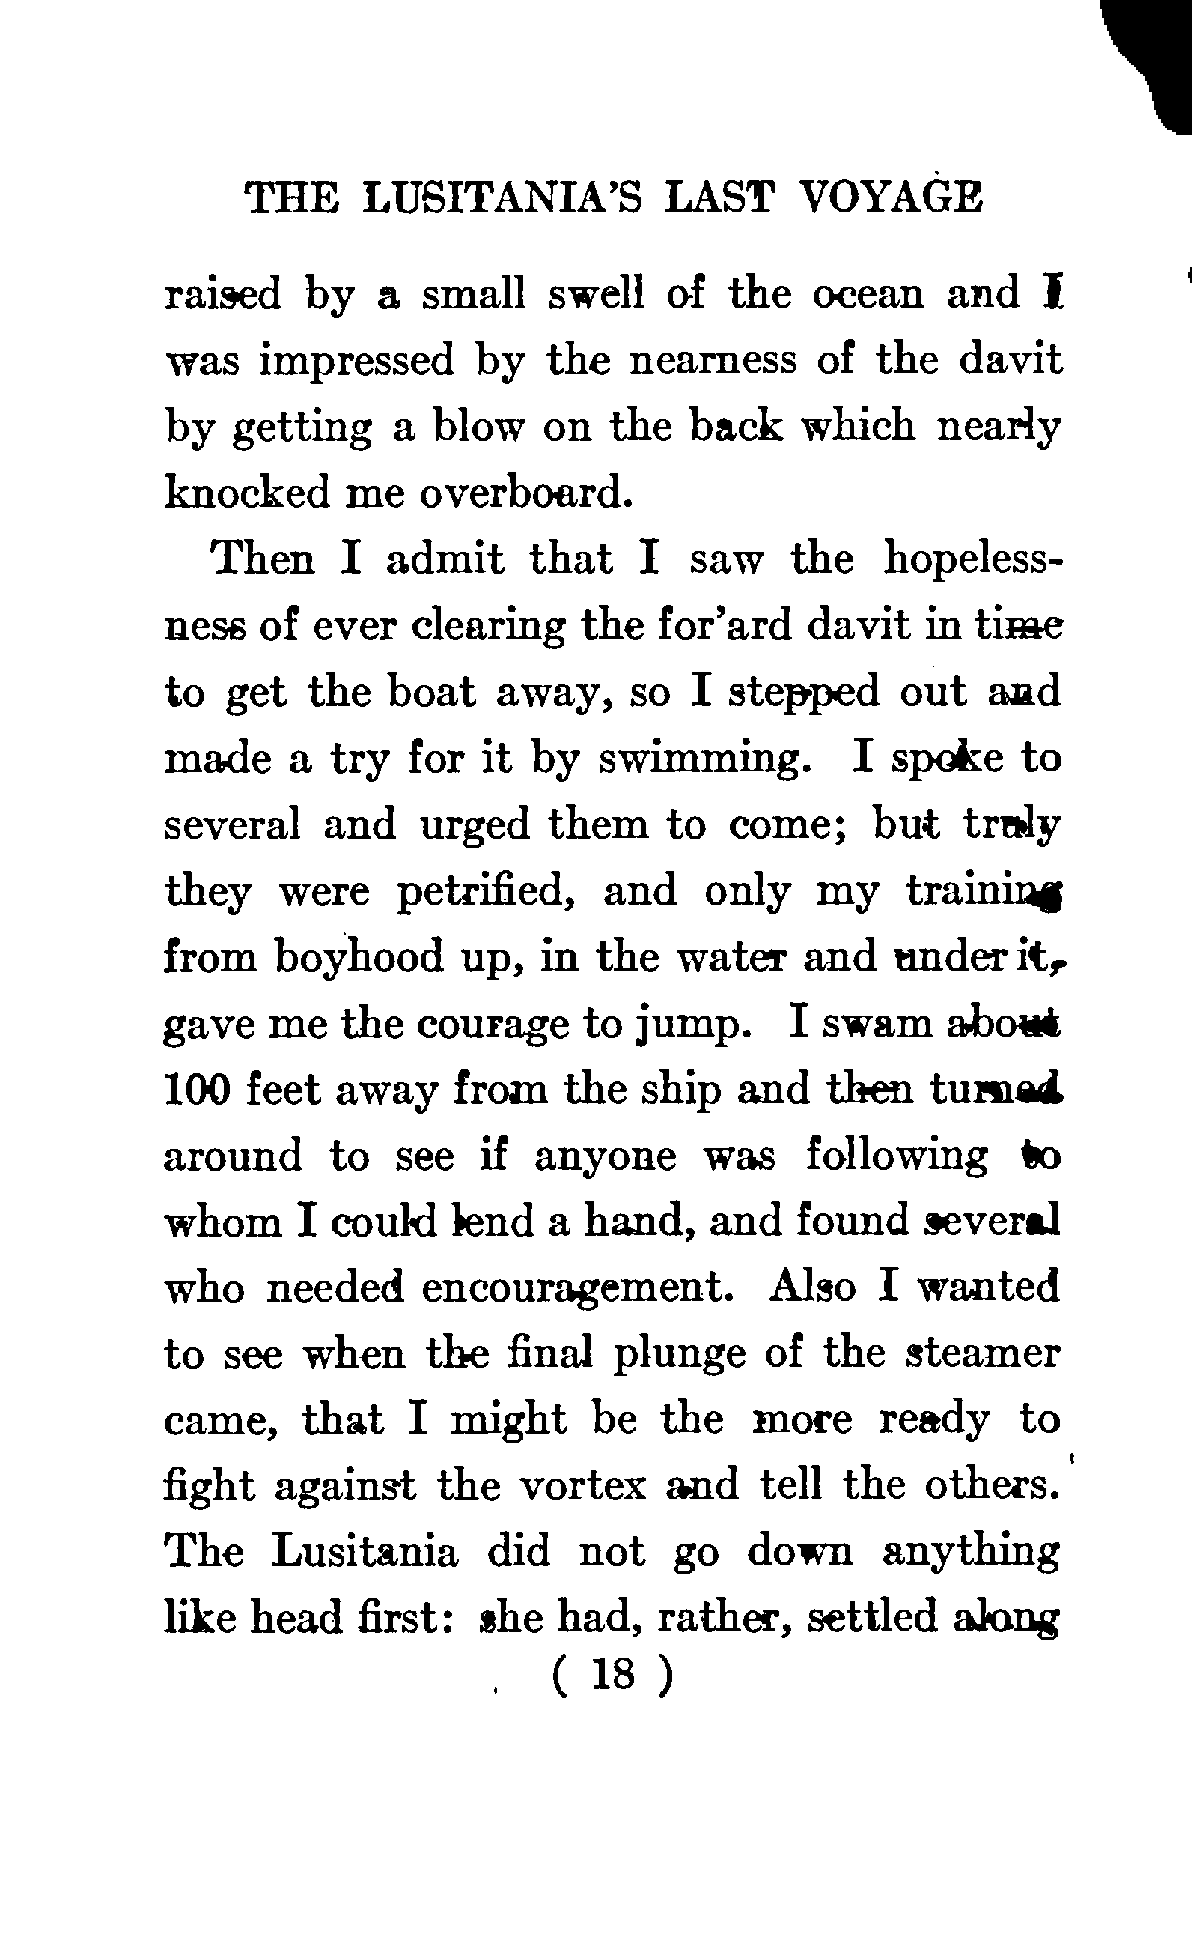 THE LUSITANIA'S LAST VOYAGE
raised by a small swell of the ocean and I
was impressed by the nearness of the davit
by getting a blow on the back which nearly
knocked me overboard.
Then I admit that I saw the hopeless-
ness of ever clearing the for'ard davit in time
to get the boat away, so I stepped out and
made a try for it by swimming. I spoke to
several and urged them to come; but truly
they were petrified, and only my training
from boyhood up, in the water and under it,
gave me the courage to jump. I swam about
100 feet away from the ship and then turned
around to see if anyone was following to
whom I could lend a hand, and found several
who needed encouragement. Also I wanted
to see when the final plunge of the steamer
came, that I might be the more ready to
fight against the vortex and tell the others.
The Lusitania did not go down anything
like head first: she had, rather, settled along
( 18 )